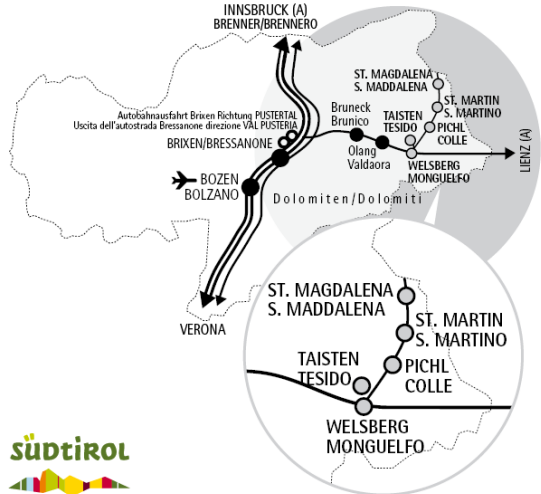 INNSBRUCK (A)
BRENNER/BRENNERO
ST. MAGDALENA
S. MADDALENA
Autobahnausfahrt Brixen Richtung PUSTERTAL
Uscita dell'autostrada Bressanone direzione VAL PUSTERIA
BRIXEN/BRESSANONE
Bruneck
Brunico
TAISTEN
TESIDO
ST. MARTIN
S. MARTINO
PICHL
COLLE
Olang
Valdaora
WELSBERG
MONGUELFO
LIENZ (A)
BOZEN
BOLZANO
Dolomiten/Dolomiti
VERONA
ST. MAGDALENA
S. MADDALENA
ST. MARTIN
S. MARTINO
TAISTEN
TESIDO
PICHL
COLLE
WELSBERG
MONGUELFO
SÜDTIROL